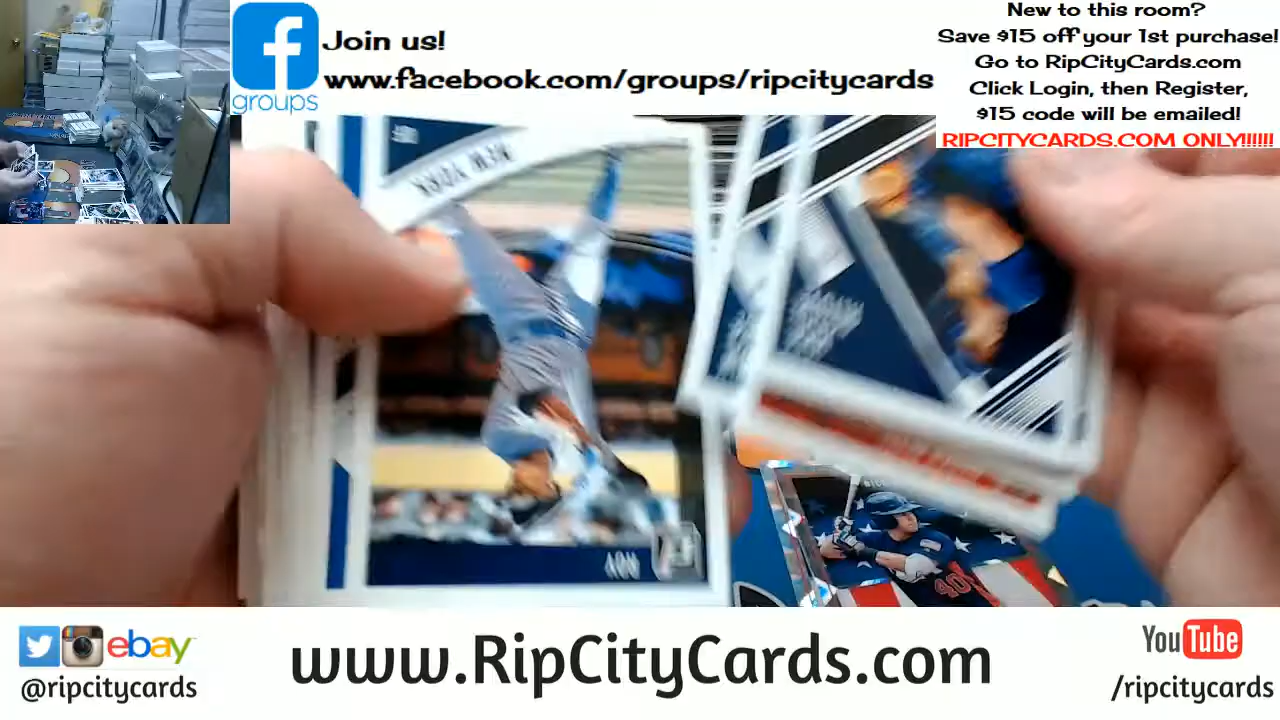 Join us!
www.facebook.com/groups/ripcitycards
groups
New to this room?
Save $15 off your 1st purchase!
Go to RipCityCards.com
Click Login, then Register,
$15 code will be emailed!
RIPCITYCARDS.COM ONLY!!!!!!
NEW YORK
40
ebay
@ripcitycards
www.RipCityCards.com
YouTube
/ripcitycards